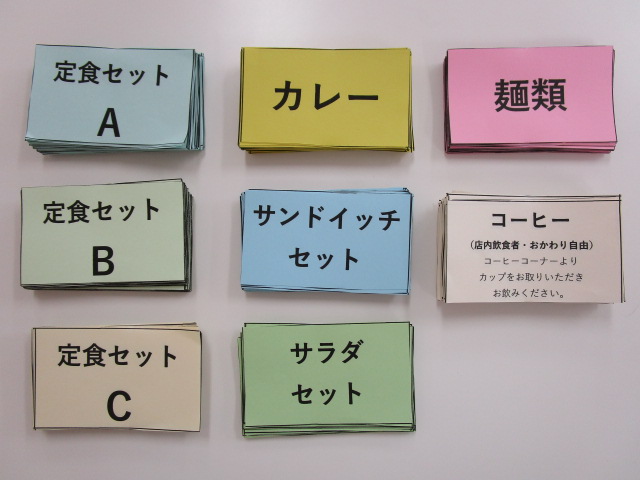 定食セット
A
カレー
麺類
定食セット
B
サンドイッチ
セット
コーヒー
（店内飲食者・おかわり自由）
コーヒーコーナーより
カップをお取りいただき
お飲みください。
定食セット
C
サラダ
セット